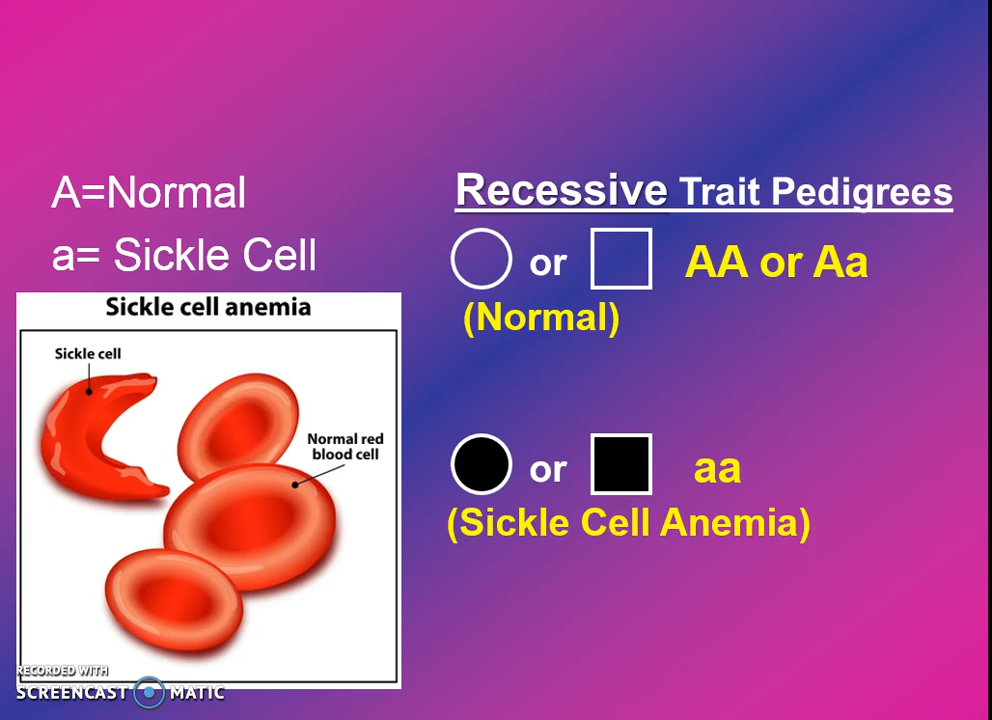 A=Normal
a= Sickle Cell
Sickle cell anemia
Sickle cell
Normal red
blood cell
RECORDED WITH
SCREENCAST MATIC
Recessive Trait Pedigrees
or AA or Aa
(Normal)
or aa
(Sickle Cell Anemia)